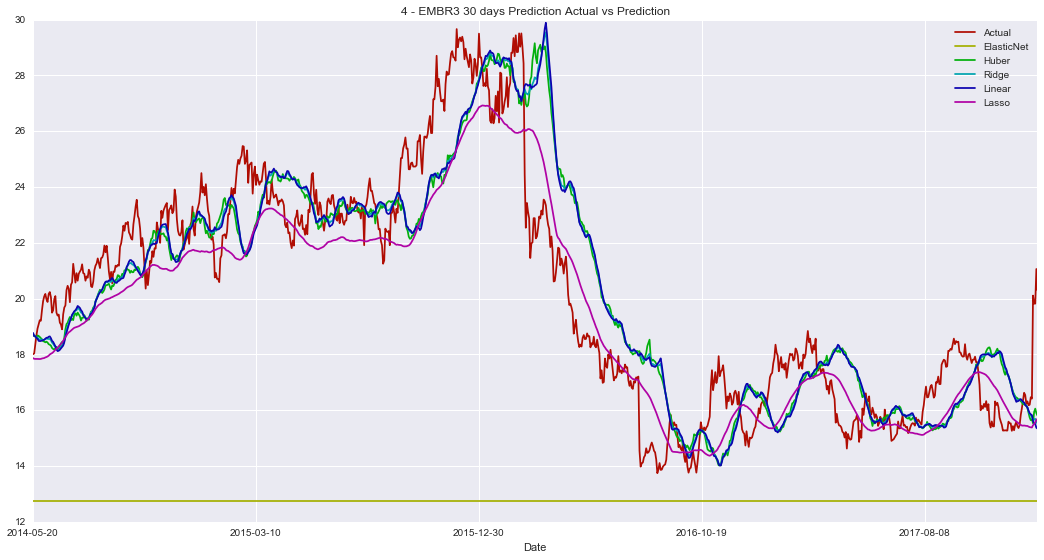 4 - EMBR3 30 days Prediction Actual vs Prediction
30
28
26
24
22
20
18
16
14
12
Actual
ElasticNet
Huber
Ridge
Linear
Lasso
2014-05-20
2015-03-10
2015-12-30
2016-10-19
2017-08-08
Date